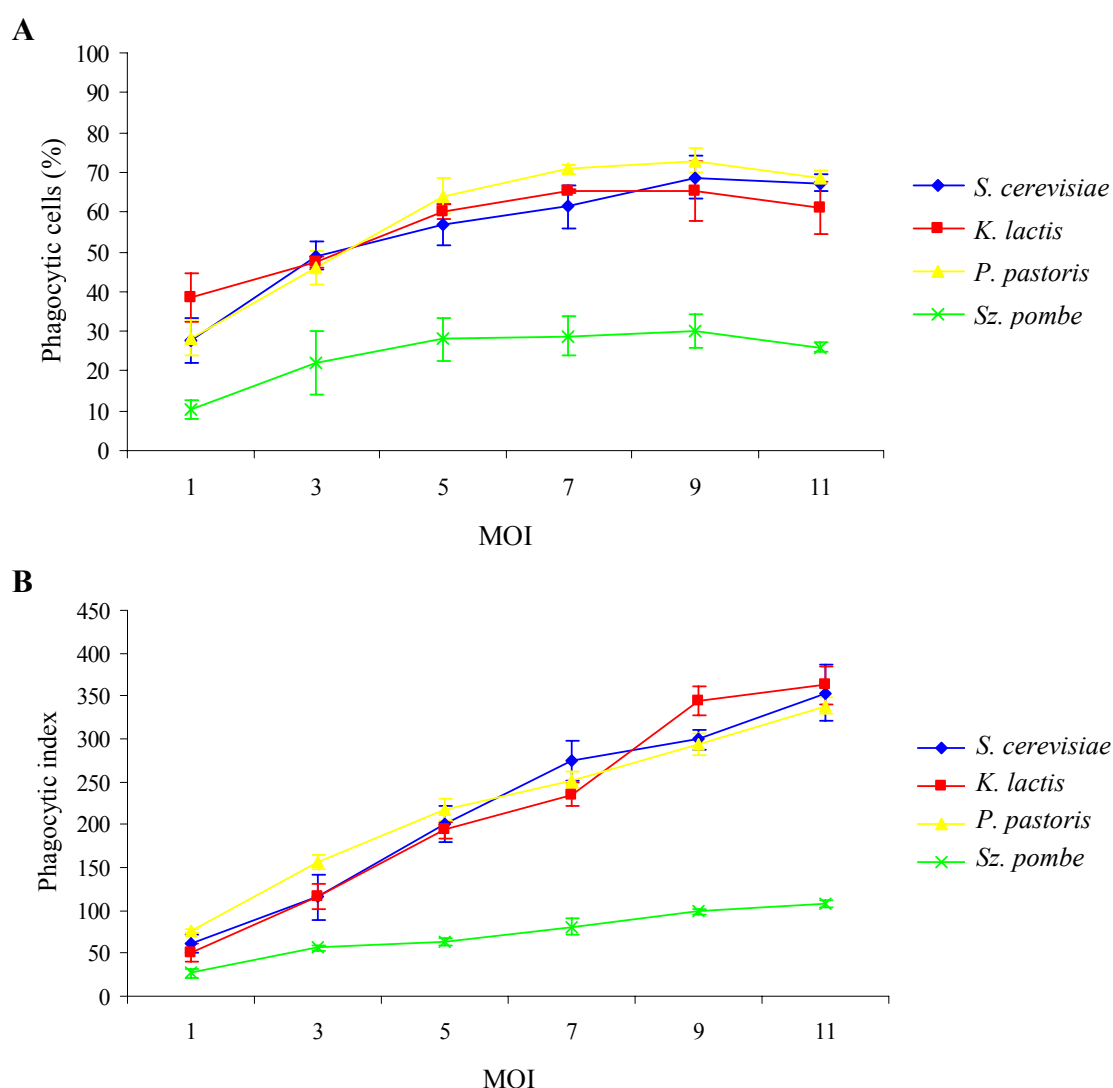 A
100
90
80
70
60
50
40
30
20
10
0
Phagocytic cells (%)
1 3 5 7 9 11
MOI
S. cerevisiae
K. lactis
P. pastoris
Sz. pombe
B
450
400
350
300
250
200
150
100
50
0
Phagocytic index
1 3 5 7 9 11
MOI
S. cerevisiae
K. lactis
P. pastoris
Sz. pombe